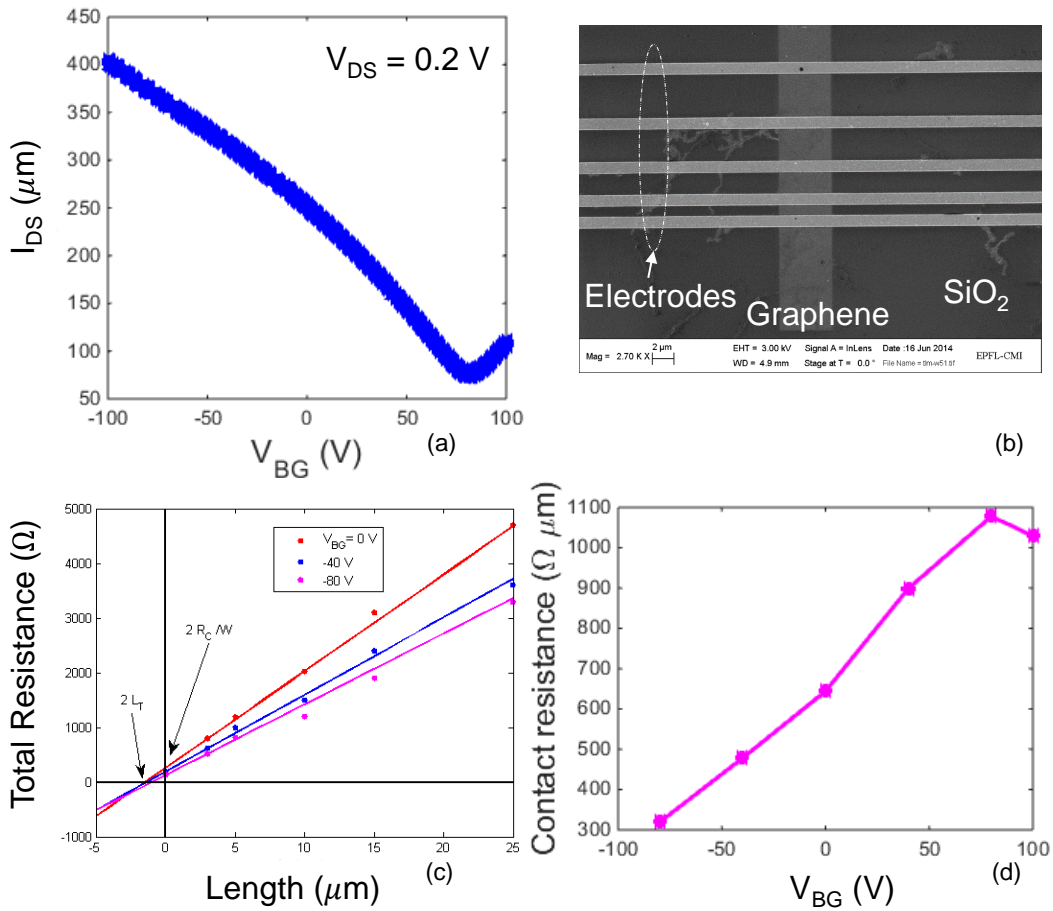 450
400
350
300
250
200
150
100
50
-100
-50
0
50
100
V_DS = 0.2 V
I_DS (μm)
V_BG (V)
(a)
Electrodes
Graphene
SiO₂
Mag = 2.70 K X
2 μm
EHT = 3.00 kV
Signal A = InLens
Date :16 Jun 2014
WD = 4.9 mm
Stage at T = 0.0 °
EPFL-CMI
(b)
5000
4000
3000
2000
1000
0
-1000
-5
0
5
10
15
20
25
V_BG = 0 V
-40 V
-80 V
2 R_C /W
2 L_T
Total Resistance (Ω)
Length (μm)
(c)
1100
1000
900
800
700
600
500
400
300
-100
-50
0
50
100
Contact resistance (Ω μm)
V_BG (V)
(d)